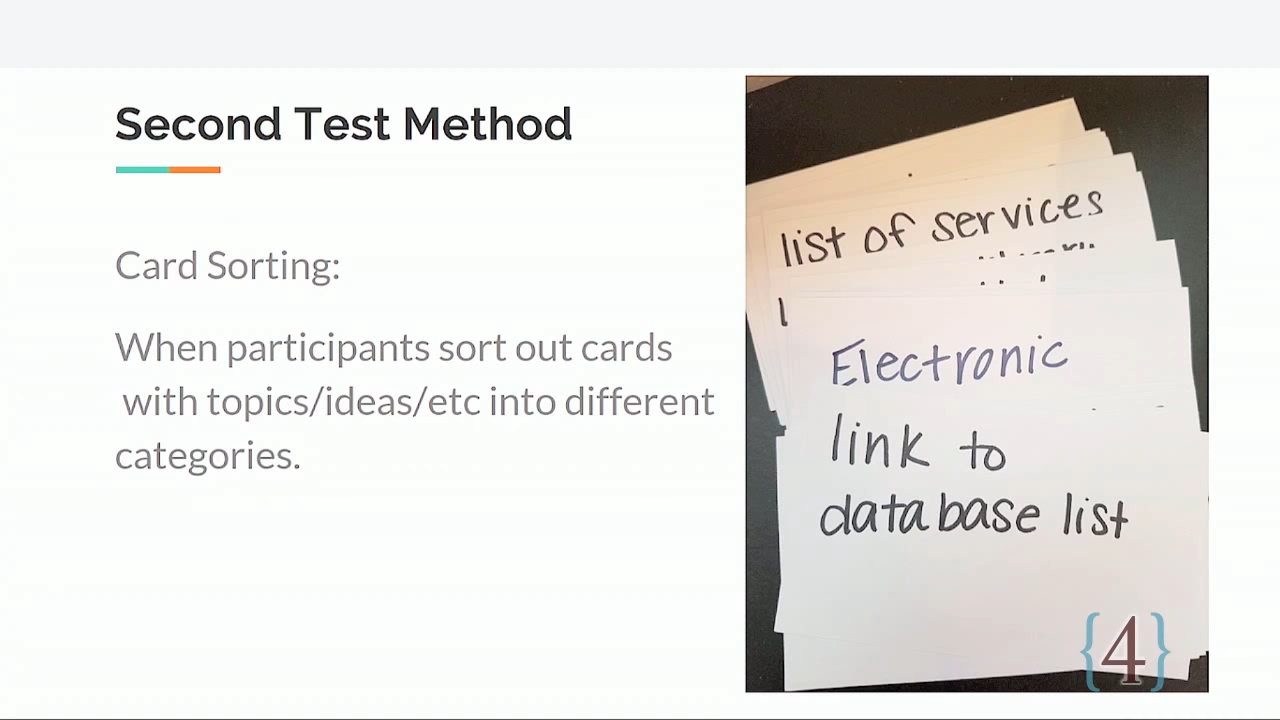 Second Test Method
Card Sorting:
When participants sort out cards
with topics/ideas/etc into different
categories.
list of services
Electronic
link to
database list
{4}